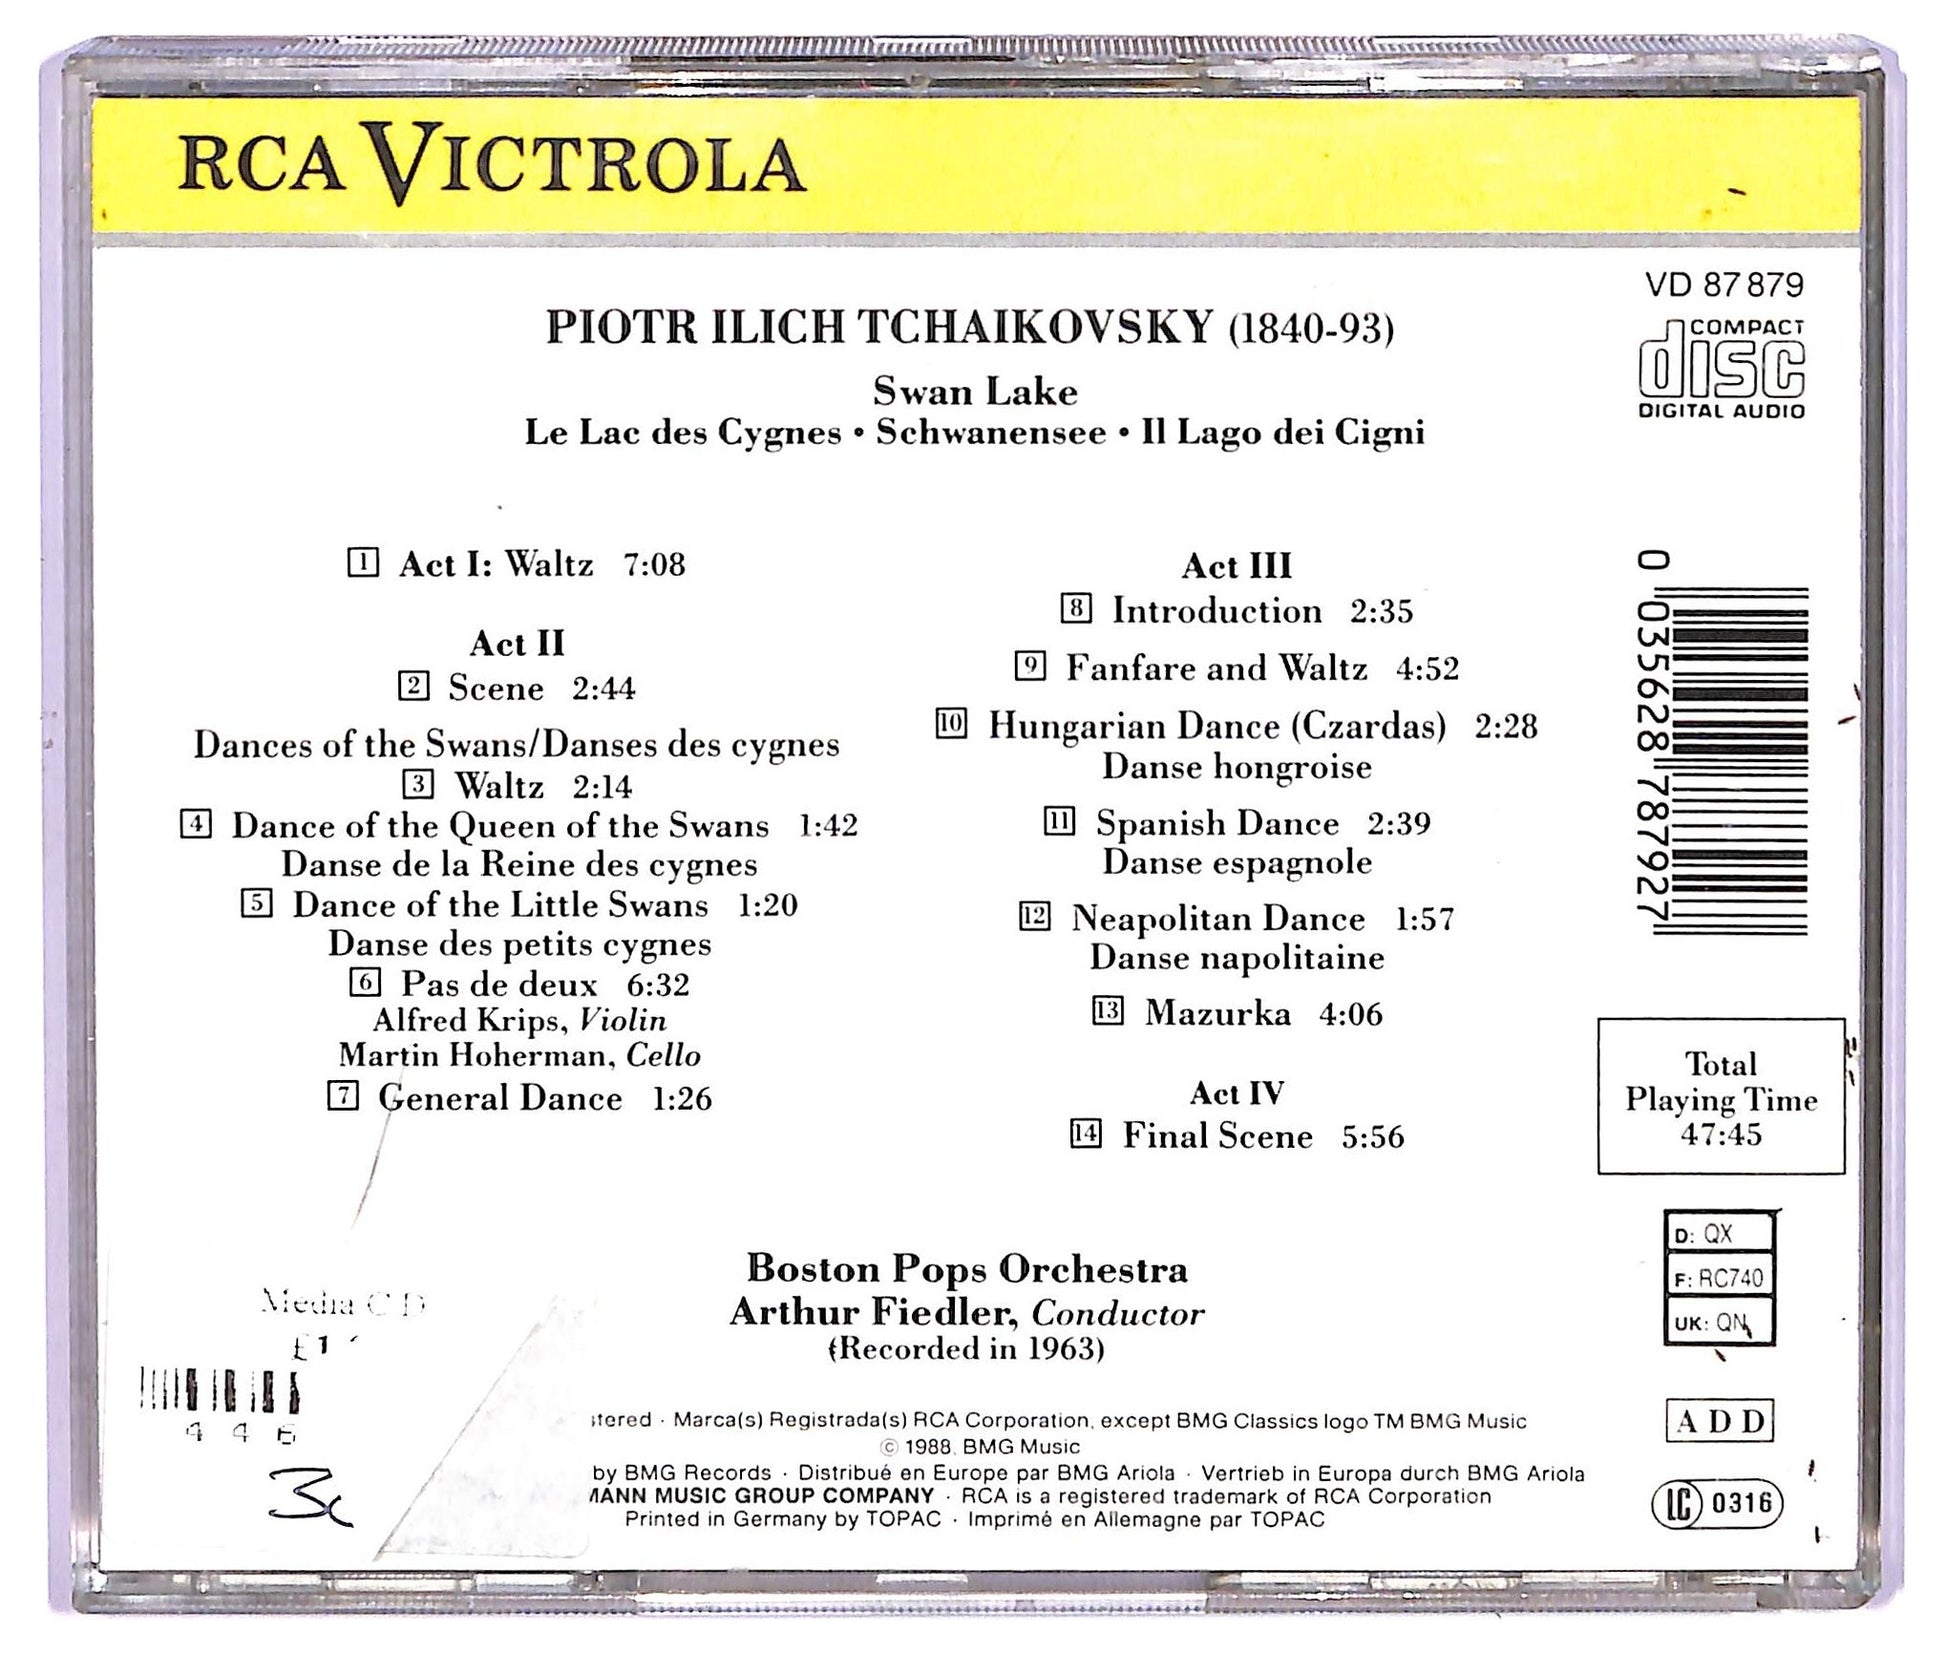 RCA VICTROLA
VD 87879
COMPACT
disc
DIGITAL AUDIO
PIOTR ILICH TCHAIKOVSKY (1840-93)
Swan Lake
Le Lac des Cygnes • Schwanensee • Il Lago dei Cigni
1 Act I: Waltz 7:08
Act II
2 Scene 2:44
Dances of the Swans/Danses des cygnes
3 Waltz 2:14
4 Dance of the Queen of the Swans 1:42
Danse de la Reine des cygnes
5 Dance of the Little Swans 1:20
Danse des petits cygnes
6 Pas de deux 6:32
Alfred Krips, Violin
Martin Hoherman, Cello
7 General Dance 1:26
Act III
8 Introduction 2:35
9 Fanfare and Waltz 4:52
10 Hungarian Dance (Czardas) 2:28
Danse hongroise
11 Spanish Dance 2:39
Danse espagnole
12 Neapolitan Dance 1:57
Danse napolitaine
13 Mazurka 4:06
Act IV
14 Final Scene 5:56
0 035628 787927
Total
Playing Time
47:45
D: QX
F: RC740
UK: QN
A D D
LC 0316
Boston Pops Orchestra
Arthur Fiedler, Conductor
(Recorded in 1963)
Media CD
£1
4 4 6
stered · Marca(s) Registrada(s) RCA Corporation, except BMG Classics logo TM BMG Music
© 1988, BMG Music
by BMG Records · Distribué en Europe par BMG Ariola · Vertrieb in Europa durch BMG Ariola
MANN MUSIC GROUP COMPANY · RCA is a registered trademark of RCA Corporation
Printed in Germany by TOPAC · Imprimé en Allemagne par TOPAC